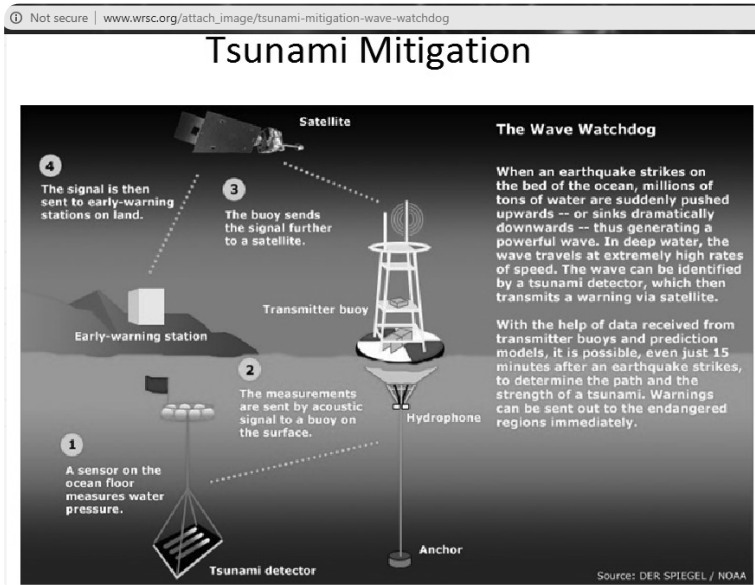 Not secure | www.wrsc.org/attach_image/tsunami-mitigation-wave-watchdog
Tsunami Mitigation
Satellite
4
The signal is then
sent to early-warning
stations on land.
3
The buoy sends
the signal further
to a satellite.
Transmitter buoy
Early-warning station
2
The measurements
are sent by acoustic
signal to a buoy on
the surface.
Hydrophone
1
A sensor on the
ocean floor
measures water
pressure.
Tsunami detector
Anchor
The Wave Watchdog
When an earthquake strikes on
the bed of the ocean, millions of
tons of water are suddenly pushed
upwards -- or sinks dramatically
downwards -- thus generating a
powerful wave. In deep water, the
wave travels at extremely high rates
of speed. The wave can be identified
by a tsunami detector, which then
transmits a warning via satellite.
With the help of data received from
transmitter buoys and prediction
models, it is possible, even just 15
minutes after an earthquake strikes,
to determine the path and the
strength of a tsunami. Warnings
can be sent out to the endangered
regions immediately.
Source: DER SPIEGEL / NOAA